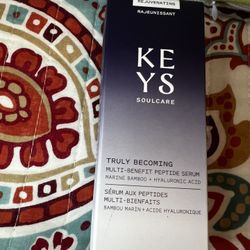 REJUVENATING
RAJEUNISSANT
KE
YS
SOULCARE
TRULY BECOMING
MULTI-BENEFIT PEPTIDE SERUM
MARINE BAMBOO + HYALURONIC ACID
SÉRUM AUX PEPTIDES
MULTI-BIENFAITS
BAMBOU MARIN + ACIDE HYALURONIQUE